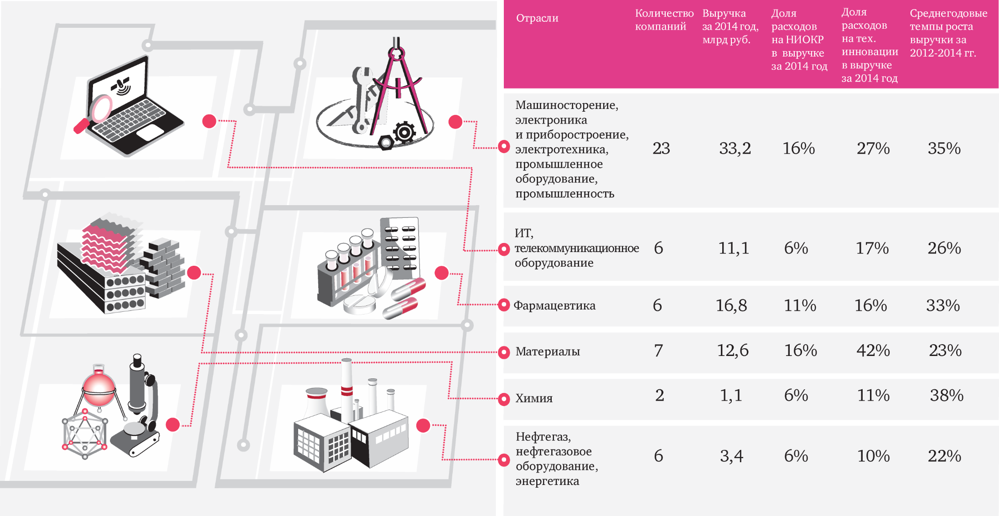 Отрасли
Количество
компаний
Выручка
за 2014 год,
млрд руб.
Доля
расходов
на НИОКР
в выручке
за 2014 год
Доля
расходов
на тех.
инновации
в выручке
за 2014 год
Среднегодовые
темпы роста
выручки за
2012-2014 гг.
Машиносторение,
электроника
и приборостроение,
электротехника,
промышленное
оборудование,
промышленность
23
33,2
16%
27%
35%
ИТ,
телекоммуникационное
оборудование
6
11,1
6%
17%
26%
Фармацевтика
6
16,8
11%
16%
33%
Материалы
7
12,6
16%
42%
23%
Химия
2
1,1
6%
11%
38%
Нефтегаз,
нефтегазовое
оборудование,
энергетика
6
3,4
6%
10%
22%